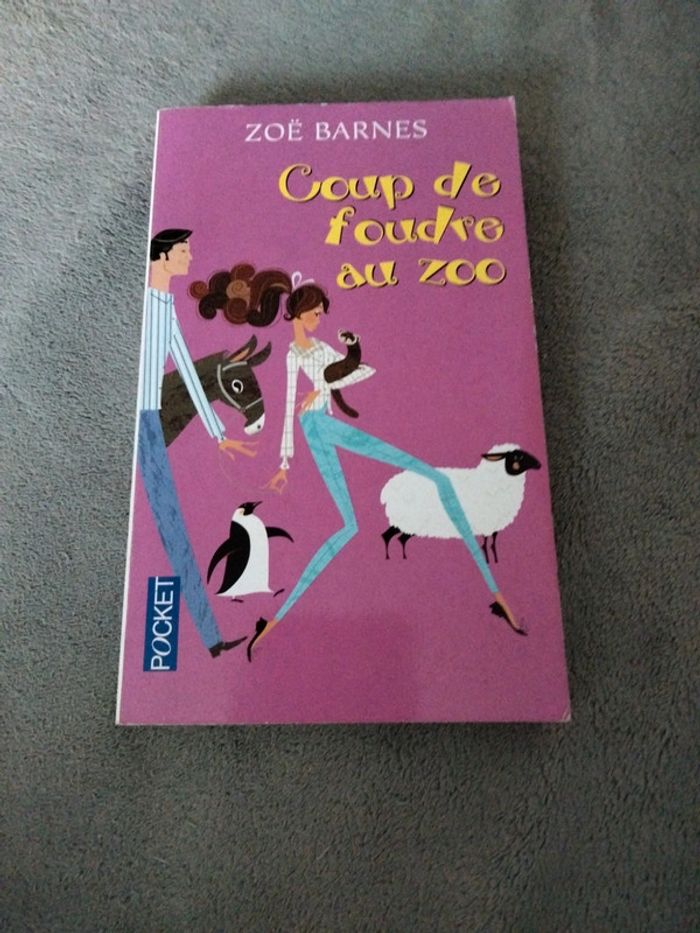 ZOË BARNES
Coup de
foudre
au zoo
POCKET